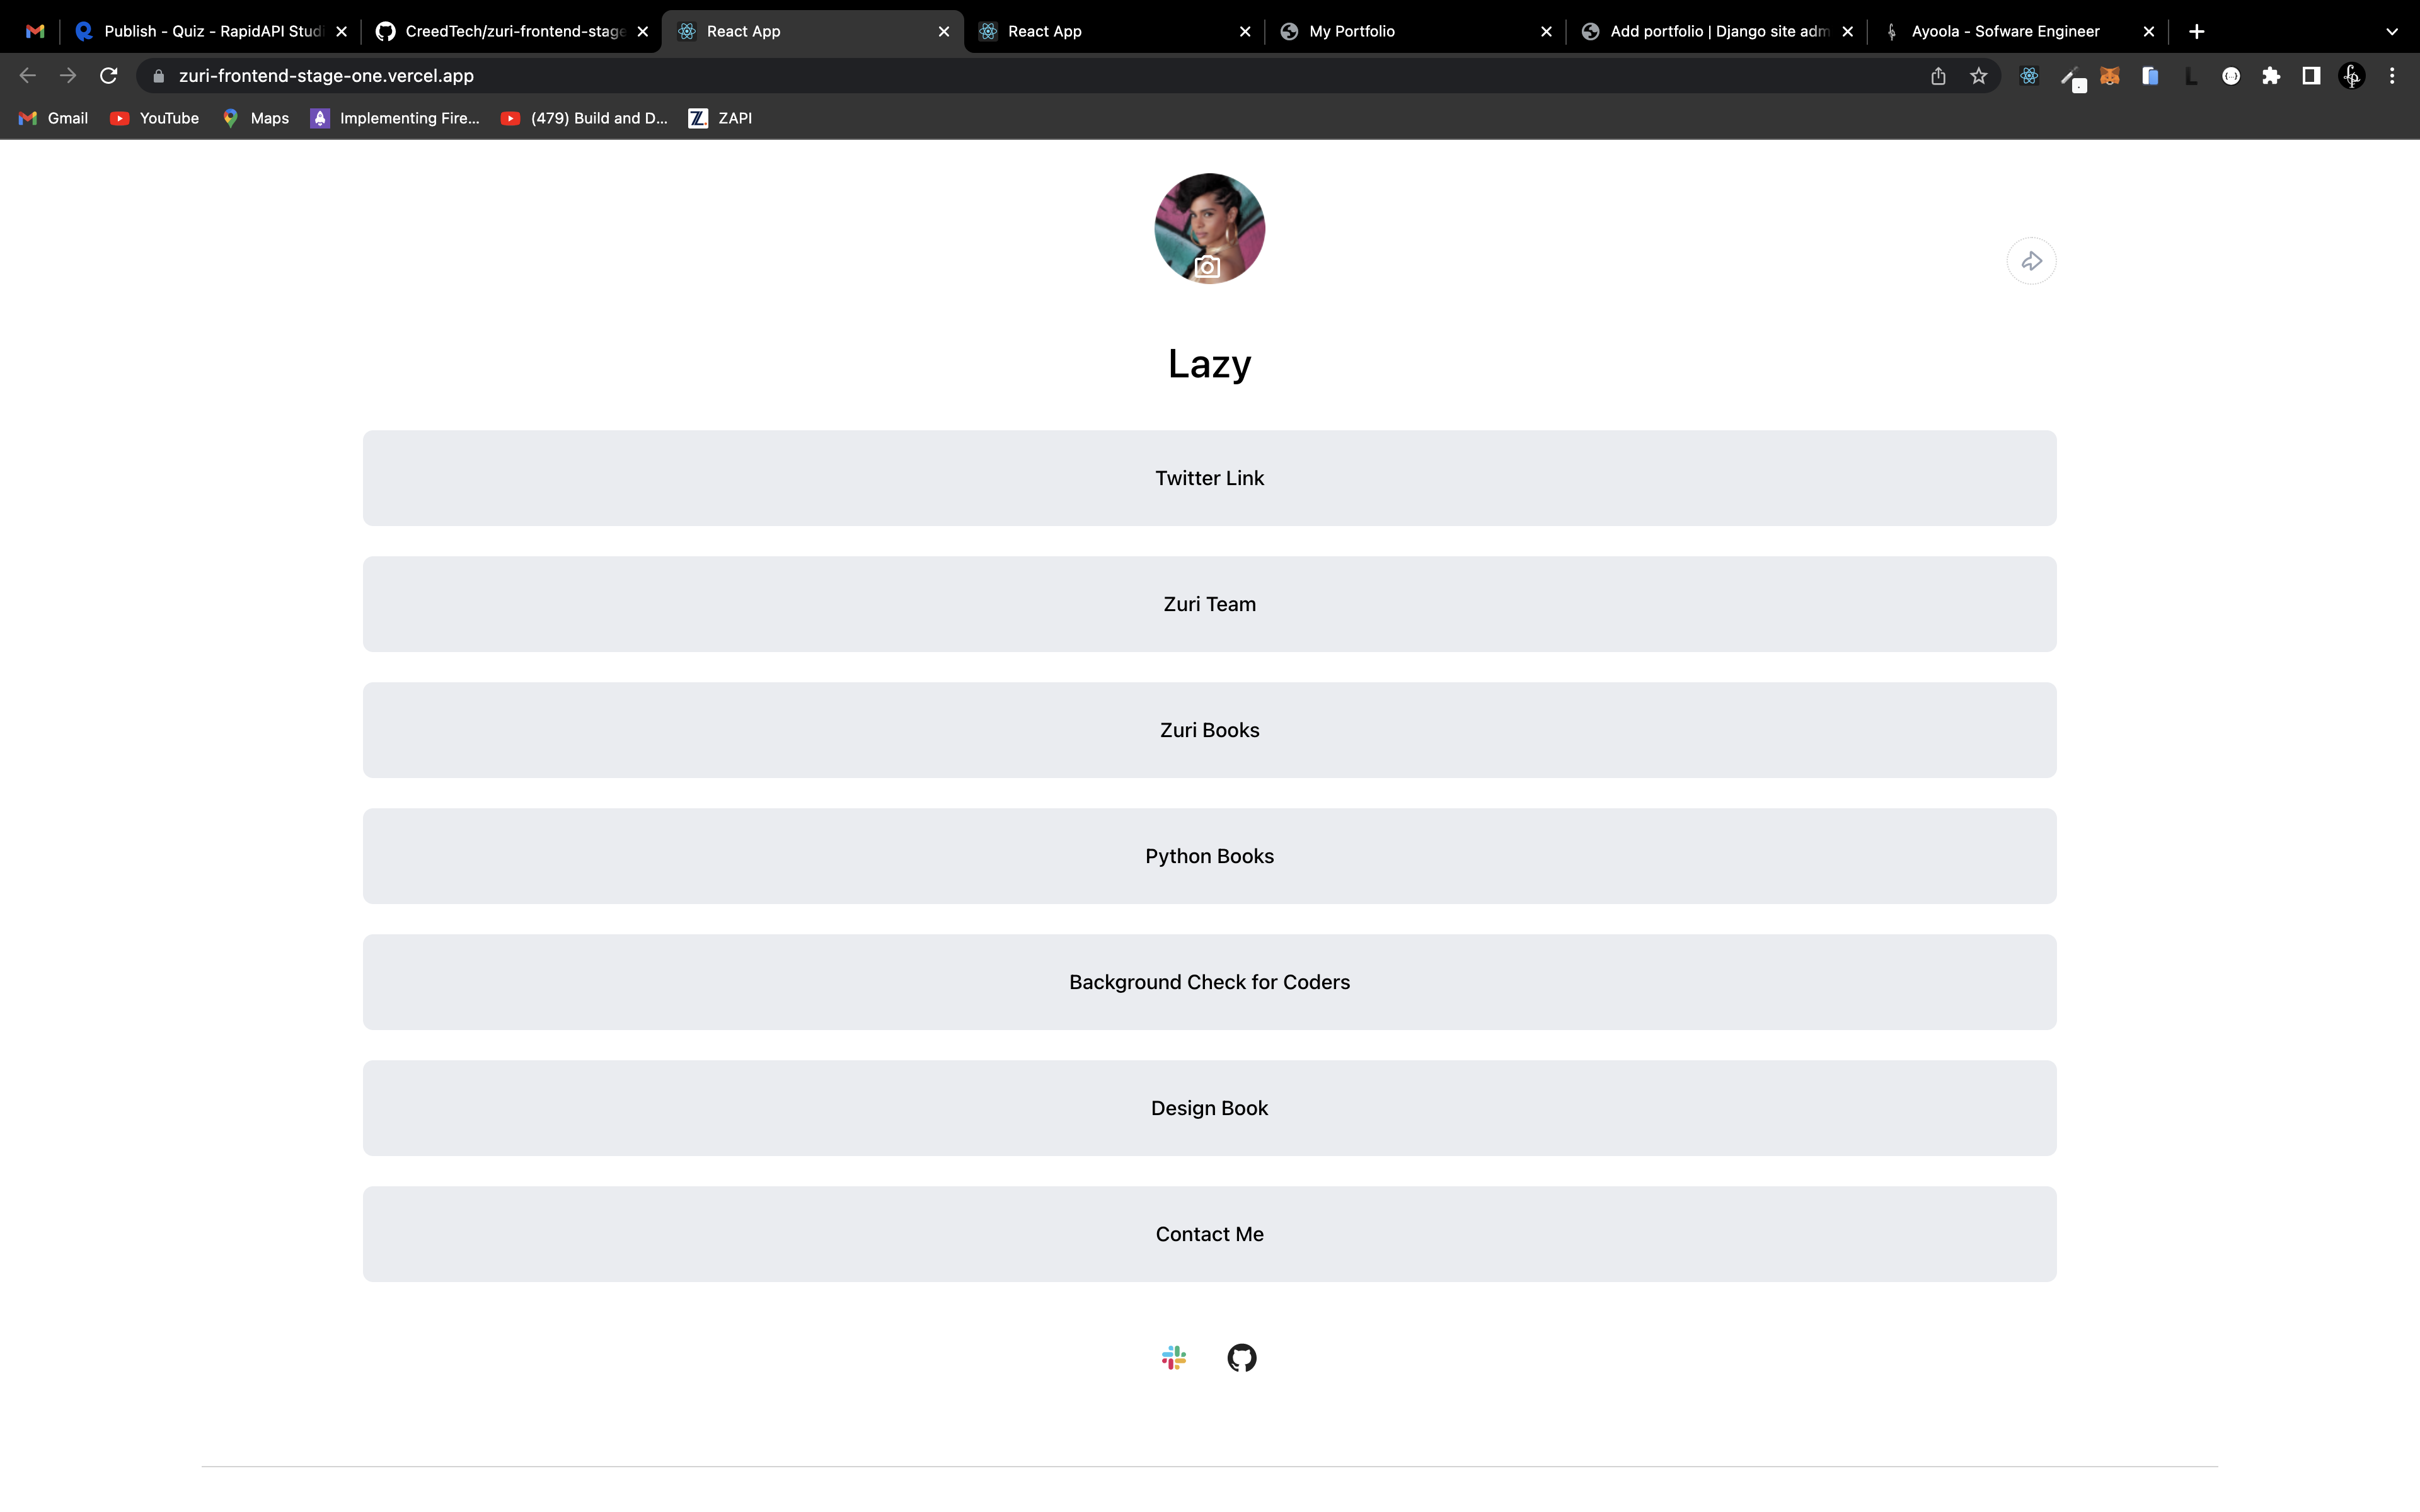 Publish - Quiz - RapidAPI Studi
CreedTech/zuri-frontend-stage
React App
React App
My Portfolio
Add portfolio | Django site adm
Ayoola - Sofware Engineer
zuri-frontend-stage-one.vercel.app
Gmail
YouTube
Maps
Implementing Fire...
(479) Build and D...
ZAPI
Lazy
Twitter Link
Zuri Team
Zuri Books
Python Books
Background Check for Coders
Design Book
Contact Me